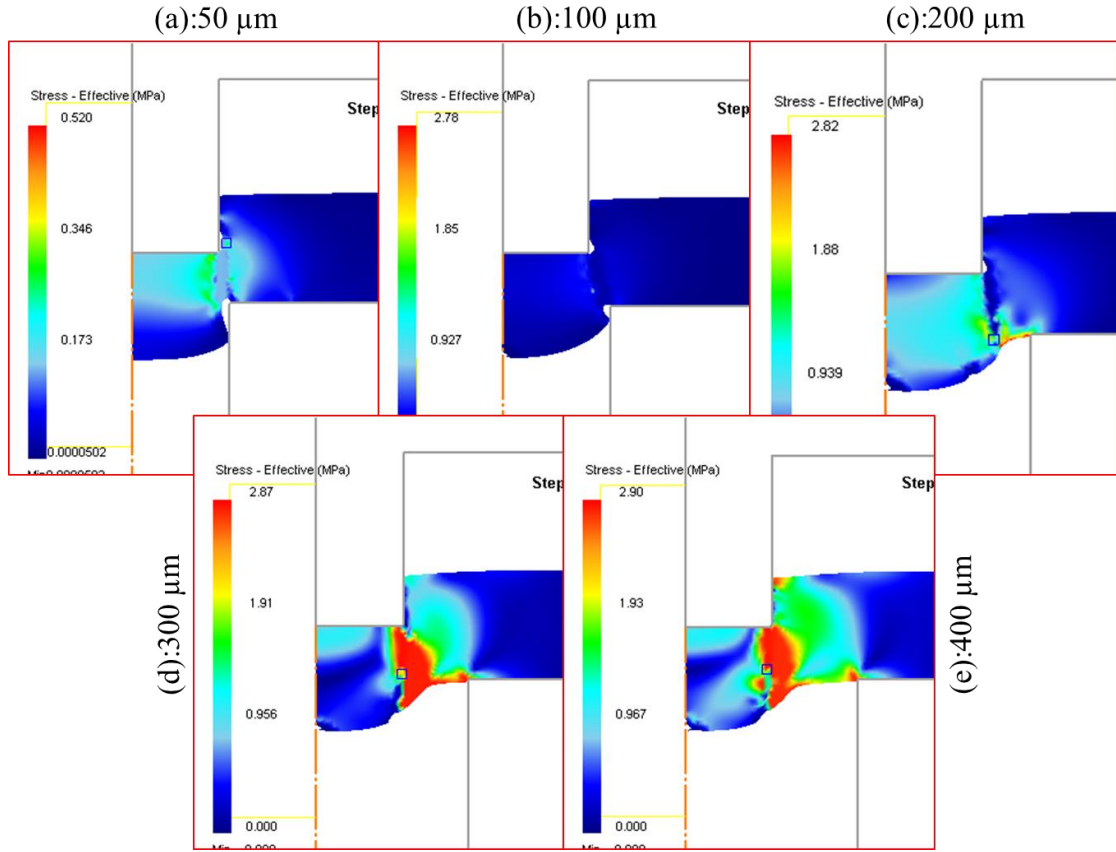 (a):50 µm
(b):100 µm
(c):200 µm
Stress - Effective (MPa)
0.520
0.346
0.173
0.0000502
Step
Stress - Effective (MPa)
2.78
1.85
0.927
Step
Stress - Effective (MPa)
2.82
1.88
0.939
(d):300 µm
Stress - Effective (MPa)
2.87
1.91
0.956
0.000
Step
Stress - Effective (MPa)
2.90
1.93
0.967
0.000
Step
(e):400 µm